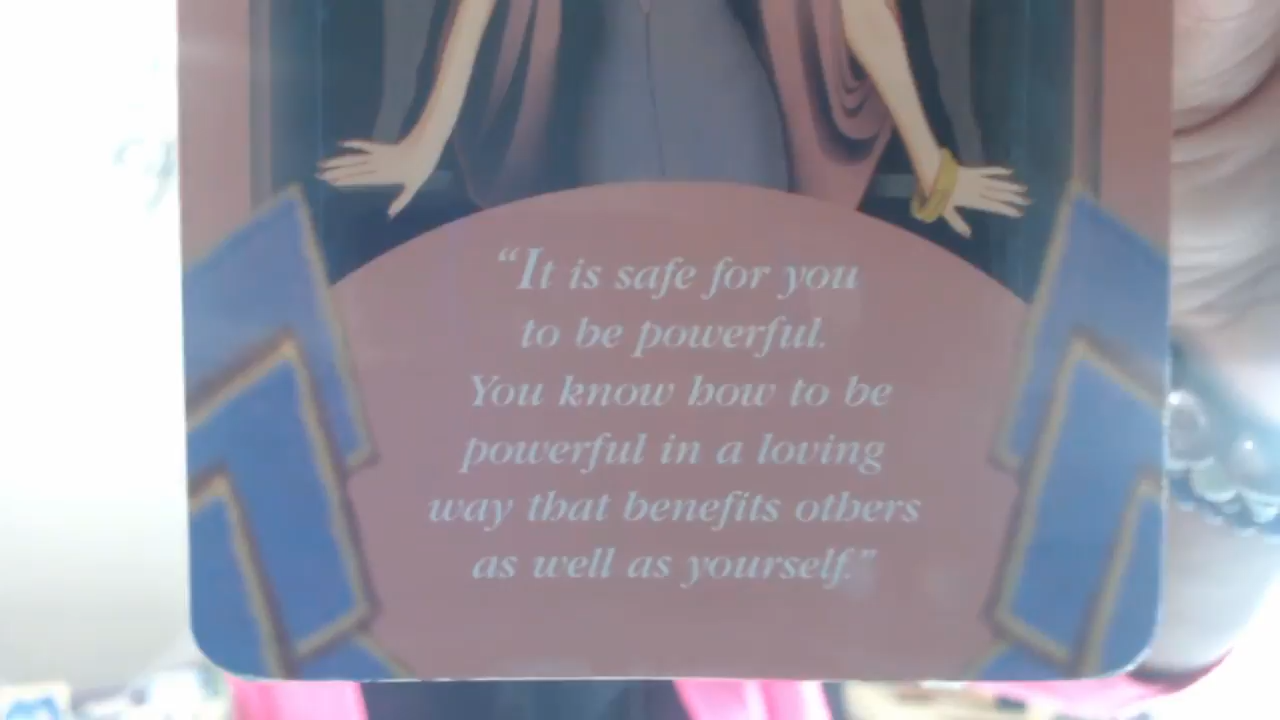 “It is safe for you
to be powerful.
You know how to be
powerful in a loving
way that benefits others
as well as yourself.”